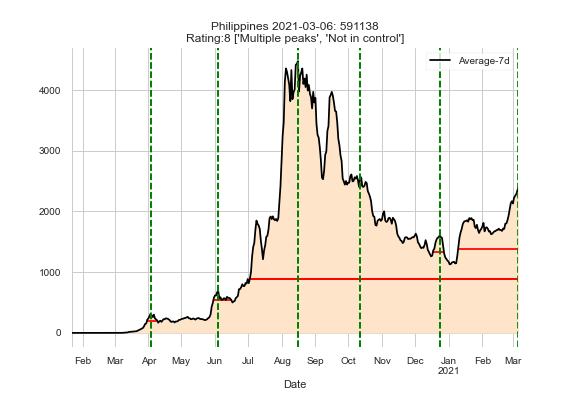 Philippines 2021-03-06: 591138
Rating:8 ['Multiple peaks', 'Not in control']
Average-7d
4000
3000
2000
1000
0
Feb Mar Apr May Jun Jul Aug Sep Oct Nov Dec Jan Feb Mar
2021
Date